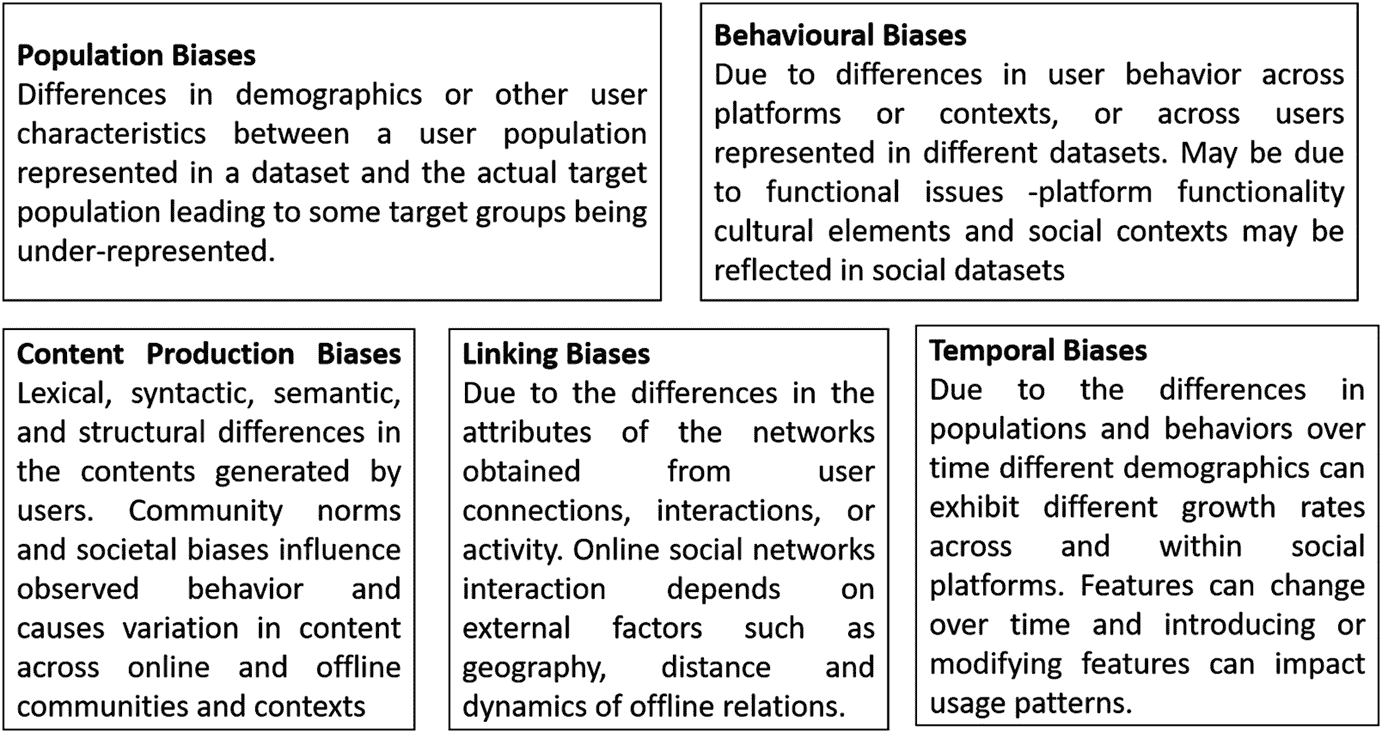 Population Biases
Differences in demographics or other user
characteristics between a user population
represented in a dataset and the actual target
population leading to some target groups being
under-represented.
Behavioural Biases
Due to differences in user behavior across
platforms or contexts, or across users
represented in different datasets. May be due
to functional issues -platform functionality
cultural elements and social contexts may be
reflected in social datasets
Content Production Biases
Lexical, syntactic, semantic,
and structural differences in
the contents generated by
users. Community norms
and societal biases influence
observed behavior and
causes variation in content
across online and offline
communities and contexts
Linking Biases
Due to the differences in the
attributes of the networks
obtained from user
connections, interactions, or
activity. Online social networks
interaction depends on
external factors such as
geography, distance and
dynamics of offline relations.
Temporal Biases
Due to the differences in
populations and behaviors over
time different demographics can
exhibit different growth rates
across and within social
platforms. Features can change
over time and introducing or
modifying features can impact
usage patterns.